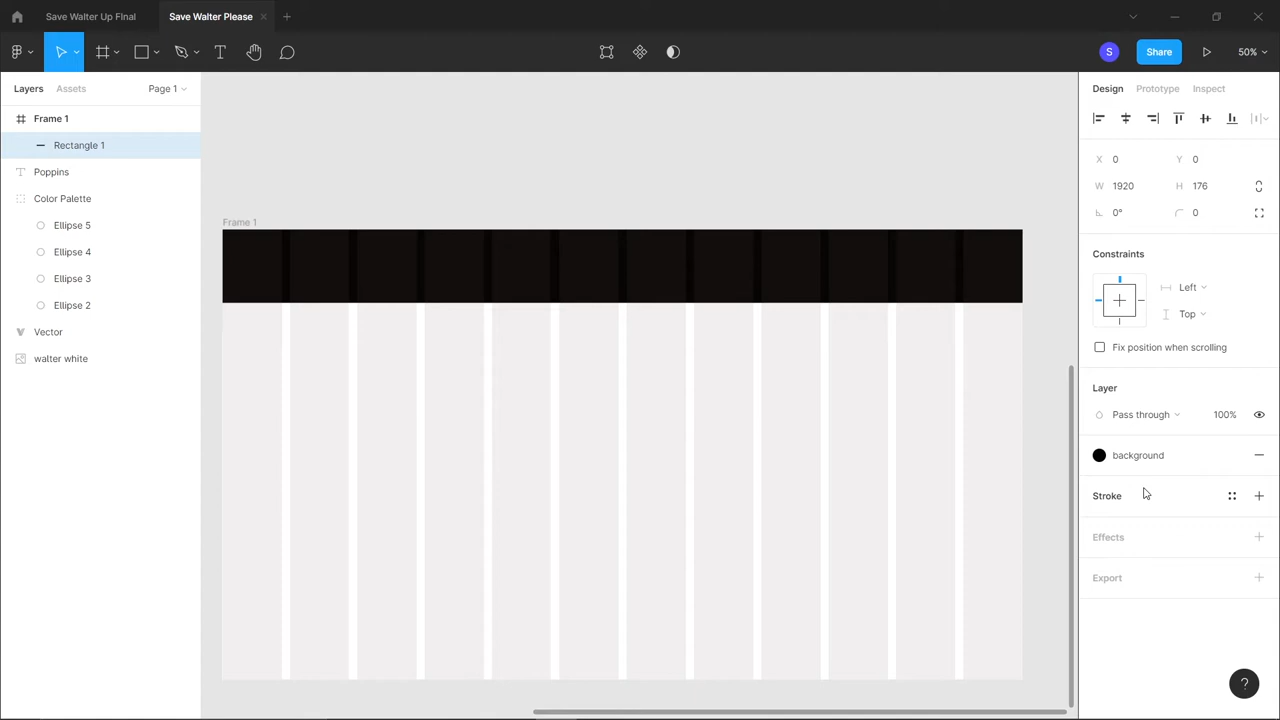 Save Walter Up FInal
Save Walter Please
S
Share
50%
Layers
Assets
Page 1
Design
Prototype
Inspect
Frame 1
Rectangle 1
Poppins
Color Palette
Ellipse 5
Ellipse 4
Ellipse 3
Ellipse 2
Vector
walter white
Frame 1
X 0
Y 0
W 1920
H 176
0°
0
Constraints
Left
Top
Fix position when scrolling
Layer
Pass through
100%
background
Stroke
Effects
Export
?